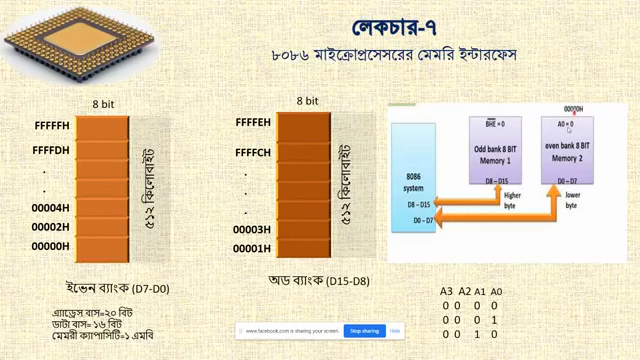 লেকচার-৭
৮০৮৬ মাইক্রোপ্রসেসরের মেমরি ইন্টারফেস
8 bit
FFFFFH
FFFFDH
.
.
00004H
00002H
00000H
৫১২ কিলোবাইট
ইভেন ব্যাংক (D7-D0)
8 bit
FFFFEH
FFFFCH
.
.
.
00003H
00001H
৫১২ কিলোবাইট
অড ব্যাংক (D15-D8)
00000H
BHE = 0
Odd bank 8 BIT
Memory 1
D8 – D15
A0 = 0
even bank 8 BIT
Memory 2
D0 – D7
8086
system
D8 – D15
D0 – D7
Higher
byte
lower
byte
এ্যাড্রেস বাস=২০ বিট
ডাটা বাস= ১৬ বিট
মেমরী ক্যাপাসিটি=১ এমবি
A3 A2 A1 A0
0 0 0 0
0 0 0 1
0 0 1 0
www.facebook.com is sharing your screen.
Stop sharing
Hide